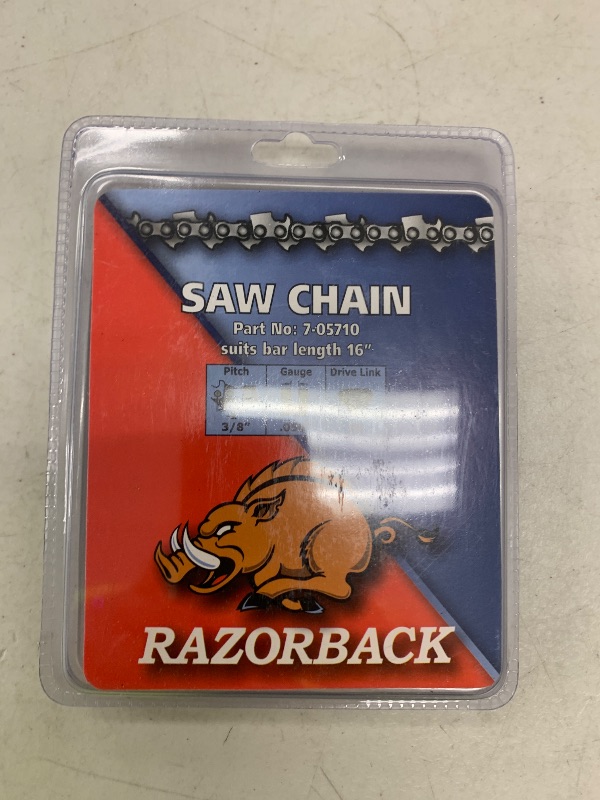 SAW CHAIN
Part No: 7-05710
suits bar length 16"
Pitch Gauge Drive Link
3/8"
RAZORBACK